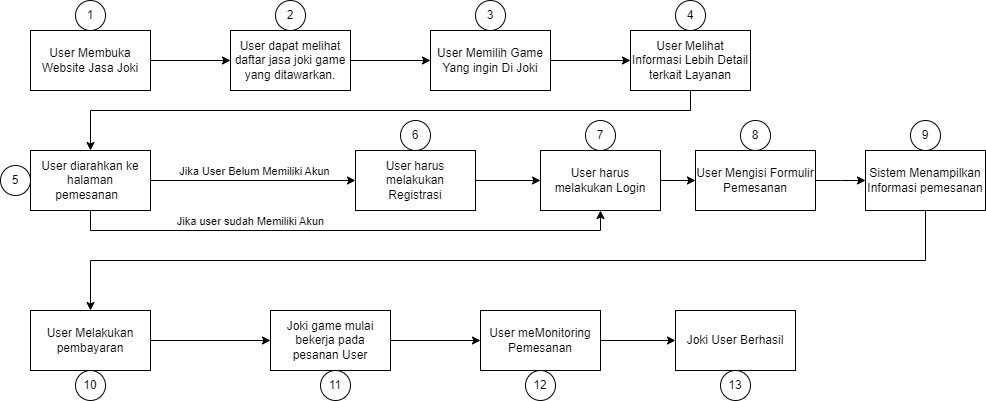 1
2
3
4
User Membuka
Website Jasa Joki
User dapat melihat
daftar jasa joki game
yang ditawarkan.
User Memilih Game
Yang ingin Di Joki
User Melihat
Informasi Lebih Detail
terkait Layanan
5
6
7
8
9
User diarahkan ke
halaman
pemesanan
Jika User Belum Memiliki Akun
Jika user sudah Memiliki Akun
User harus
melakukan
Registrasi
User harus
melakukan Login
User Mengisi Formulir
Pemesanan
Sistem Menampilkan
Informasi pemesanan
User Melakukan
pembayaran
Joki game mulai
bekerja pada
pesanan User
User meMonitoring
Pemesanan
Joki User Berhasil
10
11
12
13